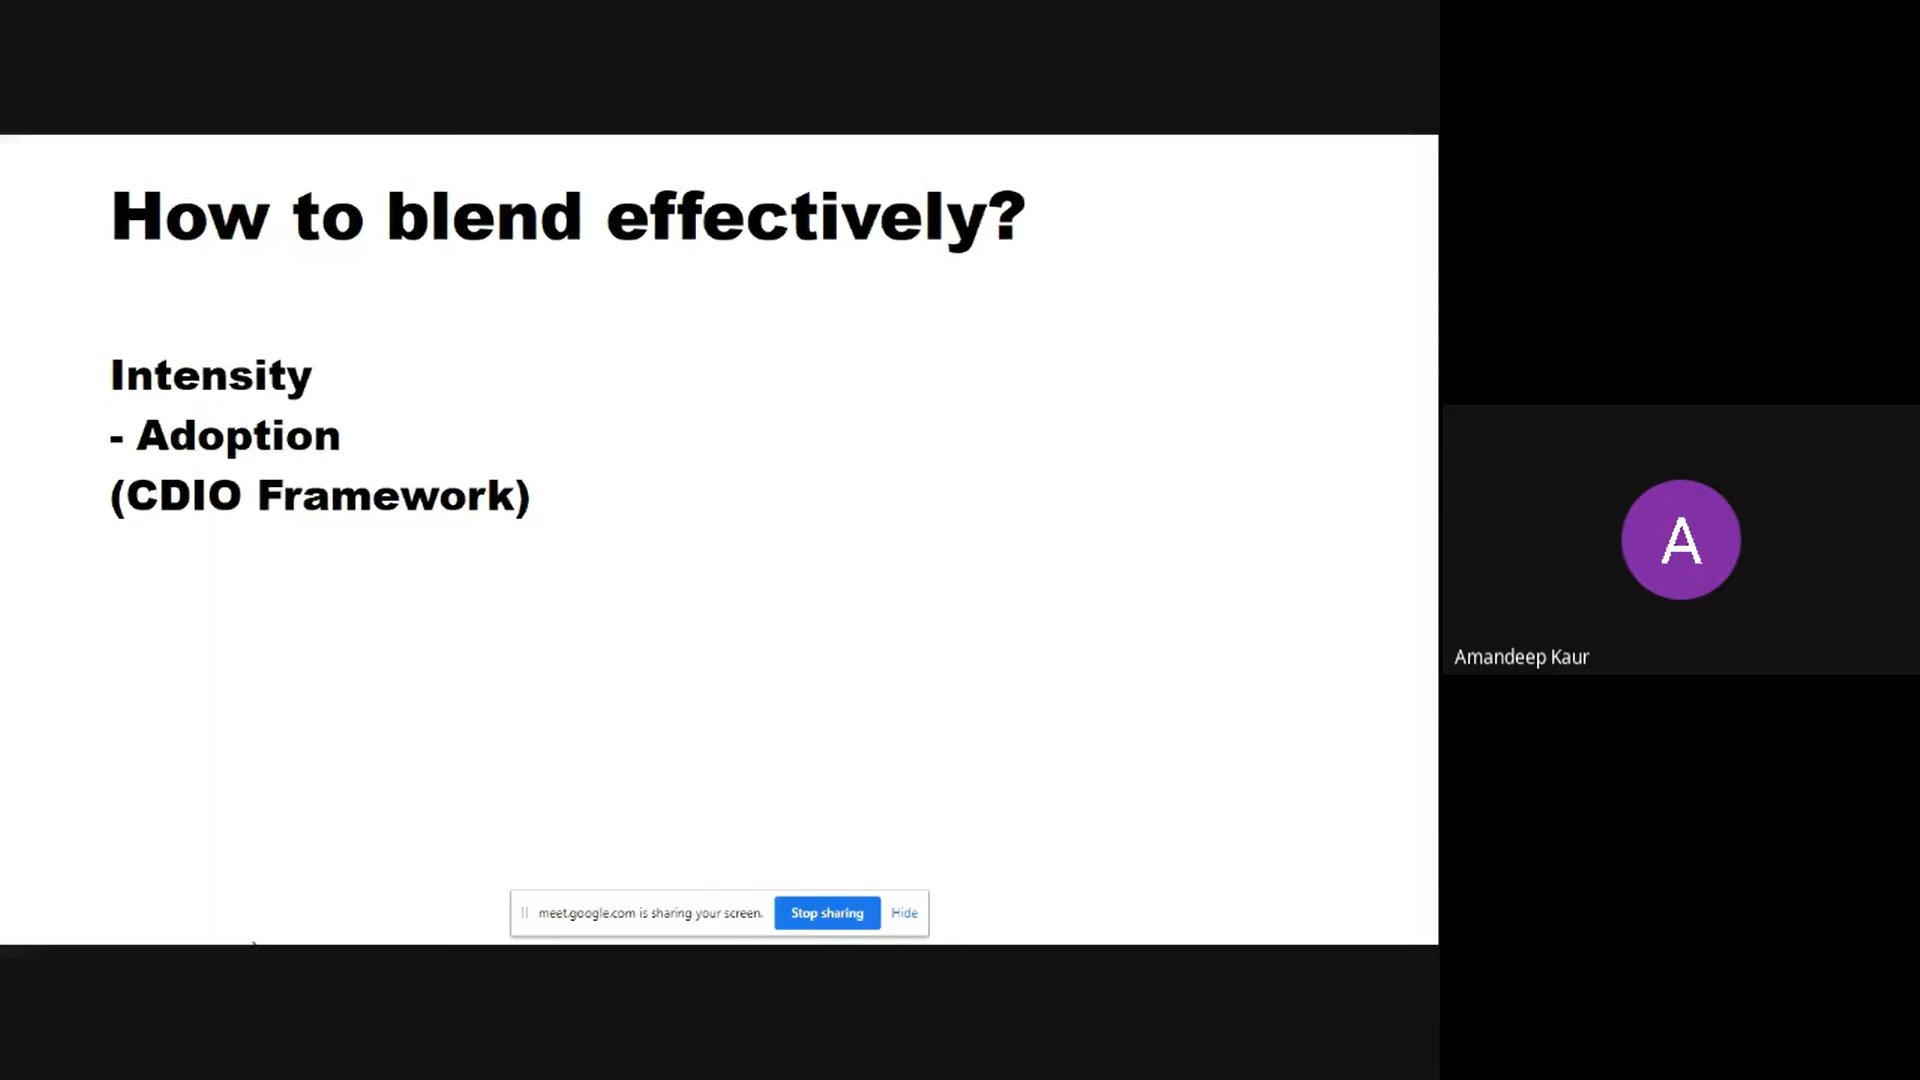 How to blend effectively?
Intensity
- Adoption
(CDIO Framework)
A
Amandeep Kaur
meet.google.com is sharing your screen. Stop sharing Hide